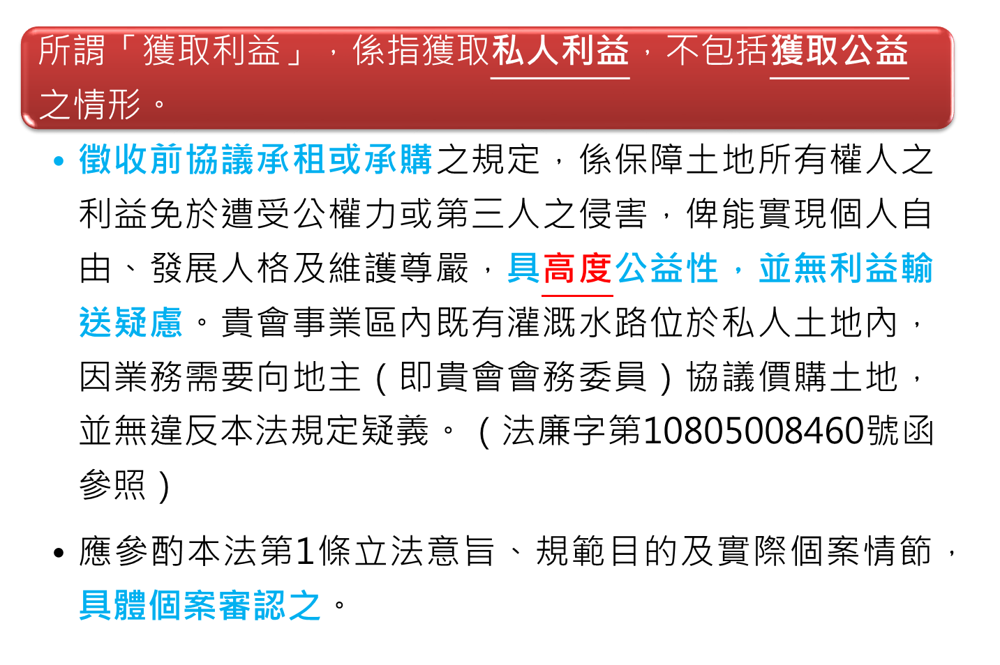 所謂「獲取利益」，係指獲取私人利益，不包括獲取公益
之情形。
• 徵收前協議承租或承購之規定，係保障土地所有權人之
利益免於遭受公權力或第三人之侵害，俾能實現個人自
由、發展人格及維護尊嚴，具高度公益性，並無利益輸
送疑慮。貴會事業區內既有灌溉水路位於私人土地內，
因業務需要向地主（即貴會會務委員）協議價購土地，
並無違反本法規定疑義。（法廉字第10805008460號函
參照）
• 應參酌本法第1條立法意旨、規範目的及實際個案情節，
具體個案審認之。